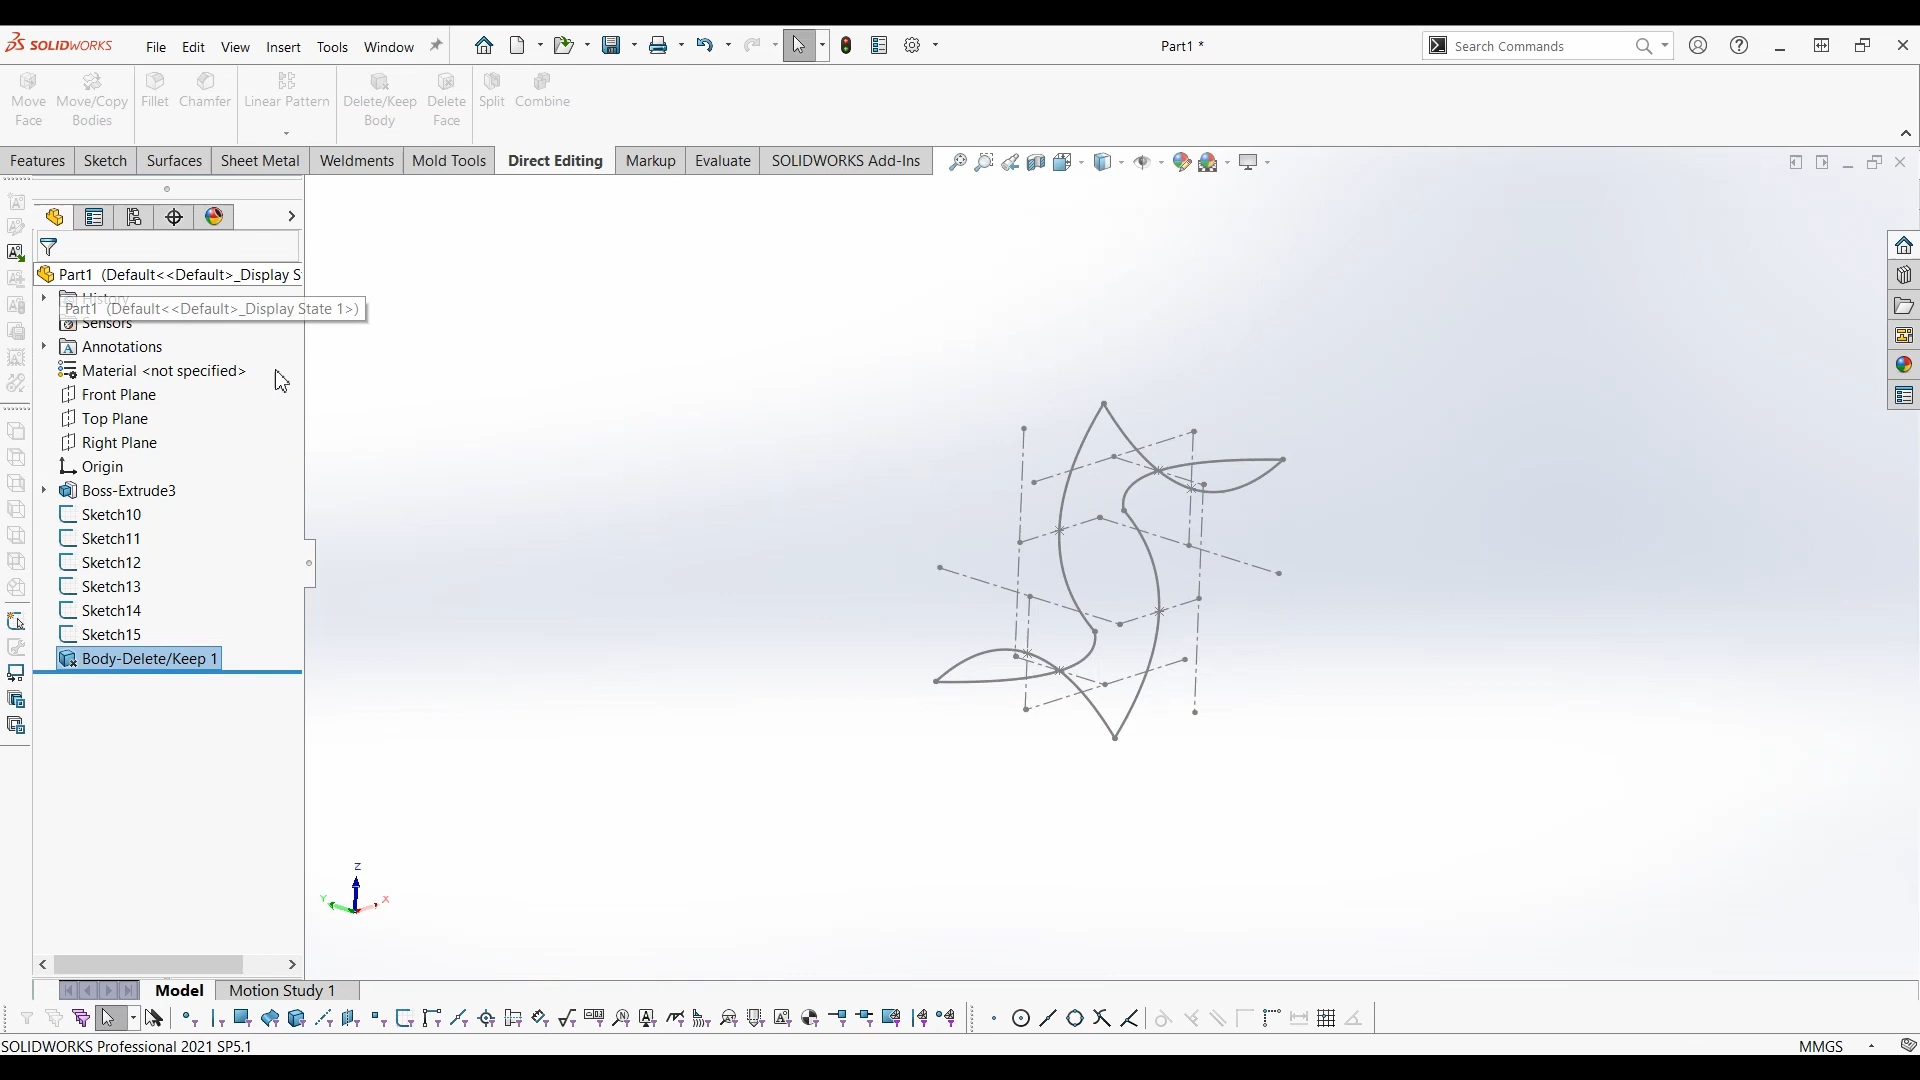 SOLIDWORKS File Edit View Insert Tools Window Part1 * Search Commands
Move Face Move/Copy Bodies Fillet Chamfer Linear Pattern Delete/Keep Body Delete Face Split Combine
Features Sketch Surfaces Sheet Metal Weldments Mold Tools Direct Editing Markup Evaluate SOLIDWORKS Add-Ins
Part1 (Default<<Default>_Display S
History
Part1 (Default<<Default>_Display State 1>)
Sensors
Annotations
Material <not specified>
Front Plane
Top Plane
Right Plane
Origin
Boss-Extrude3
Sketch10
Sketch11
Sketch12
Sketch13
Sketch14
Sketch15
Body-Delete/Keep 1
Z
Y X
Model Motion Study 1
SOLIDWORKS Professional 2021 SP5.1 MMGS